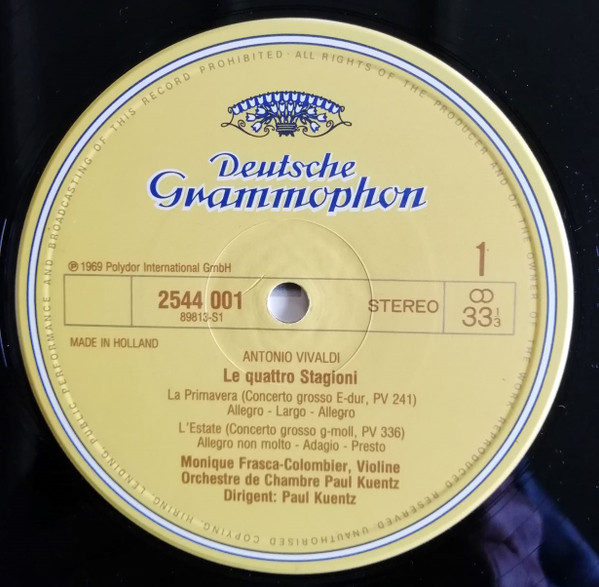 ALL RIGHTS OF THE PRODUCER AND OF THE OWNER OF THE WORK REPRODUCED RESERVED UNAUTHORISED COPYING, HIRING, LENDING, PUBLIC PERFORMANCE AND BROADCASTING OF THIS RECORD PROHIBITED -
Deutsche
Grammophon
1
℗ 1969 Polydor International GmbH
2544 001
89813-S1
STEREO
33 1/3
MADE IN HOLLAND
ANTONIO VIVALDI
Le quattro Stagioni
La Primavera (Concerto grosso E-dur, PV 241)
Allegro - Largo - Allegro
L'Estate (Concerto grosso g-moll, PV 336)
Allegro non molto - Adagio - Presto
Monique Frasca-Colombier, Violine
Orchestre de Chambre Paul Kuentz
Dirigent: Paul Kuentz